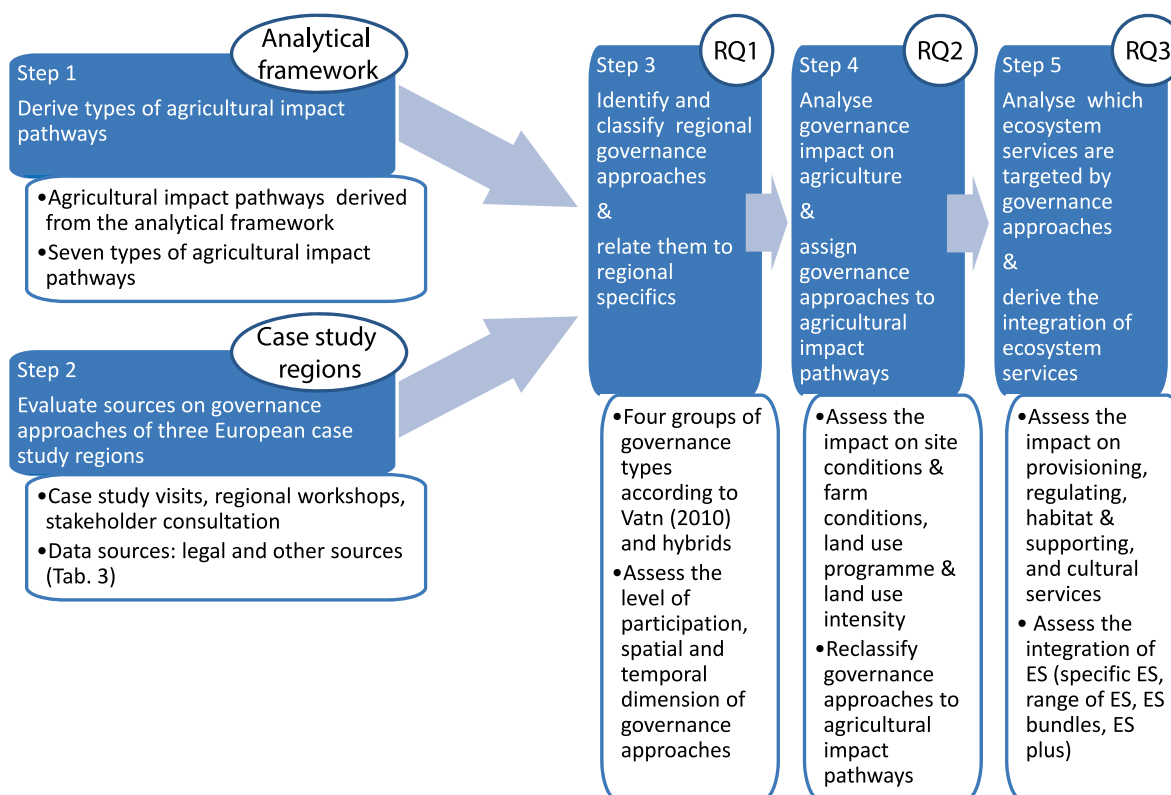 Analytical
framework
Step 1
Derive types of agricultural impact
pathways
•Agricultural impact pathways derived
from the analytical framework
•Seven types of agricultural impact
pathways
Case study
regions
Step 2
Evaluate sources on governance
approaches of three European case
study regions
•Case study visits, regional workshops,
stakeholder consultation
•Data sources: legal and other sources
(Tab. 3)
RQ1
Step 3
Identify and
classify regional
governance
approaches
&
relate them to
regional
specifics
•Four groups of
governance
types
according to
Vatn (2010)
and hybrids
•Assess the
level of
participation,
spatial and
temporal
dimension of
governance
approaches
RQ2
Step 4
Analyse
governance
impact on
agriculture
&
assign
governance
approaches to
agricultural
impact
pathways
•Assess the
impact on site
conditions &
farm
conditions,
land use
programme &
land use
intensity
•Reclassify
governance
approaches to
agricultural
impact
pathways
RQ3
Step 5
Analyse which
ecosystem
services are
targeted by
governance
approaches
&
derive the
integration of
ecosystem
services
•Assess the
impact on
provisioning,
regulating,
habitat &
supporting,
and cultural
services
• Assess the
integration of
ES (specific ES,
range of ES, ES
bundles, ES
plus)